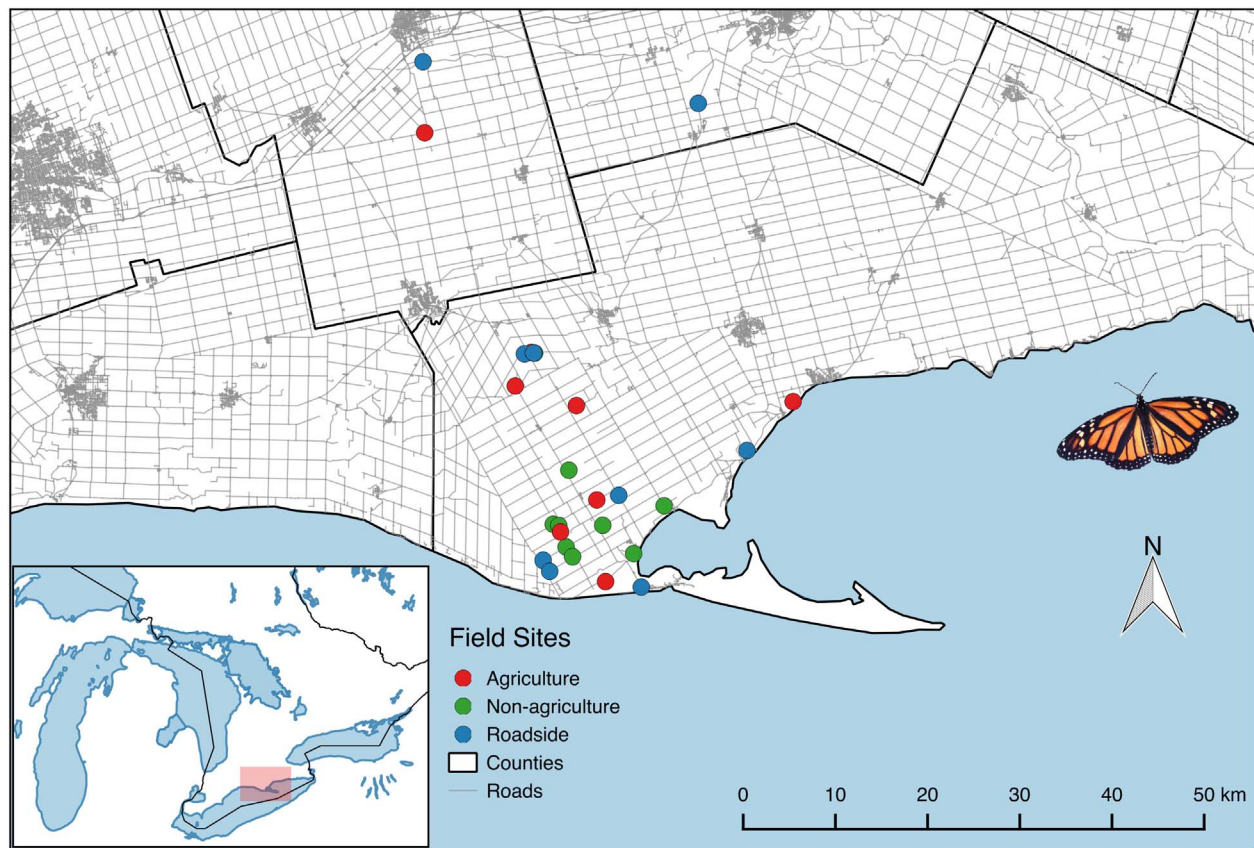 N
Field Sites
Agriculture
Non-agriculture
Roadside
Counties
Roads
0 10 20 30 40 50 km